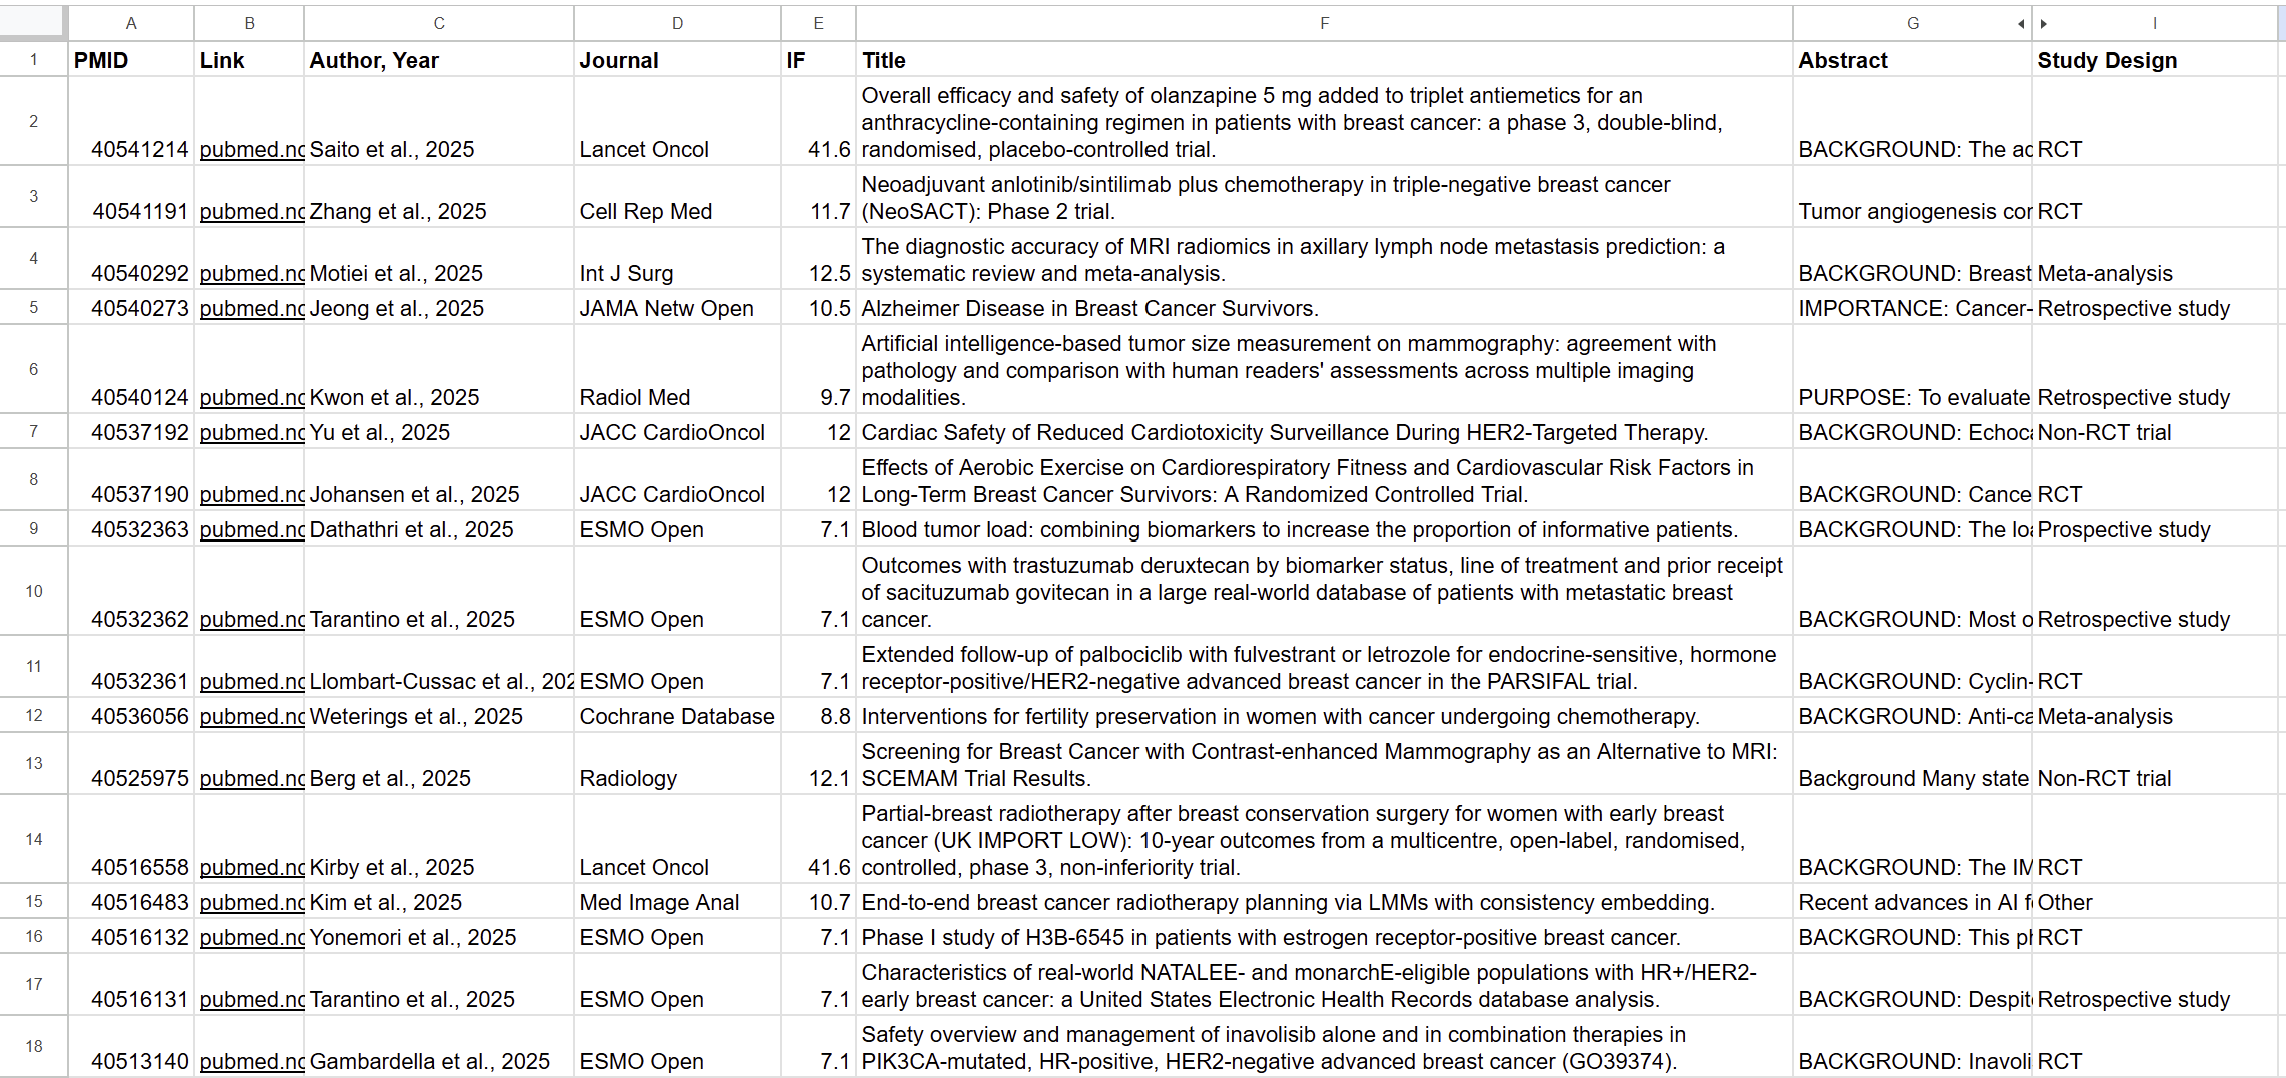 A B C D E F G I
1 PMID Link Author, Year Journal IF Title Abstract Study Design
Overall efficacy and safety of olanzapine 5 mg added to triplet antiemetics for an
2 anthracycline-containing regimen in patients with breast cancer: a phase 3, double-blind,
40541214 pubmed.nc Saito et al., 2025 Lancet Oncol 41.6 randomised, placebo-controlled trial. BACKGROUND: The ac RCT
3 Neoadjuvant anlotinib/sintilimab plus chemotherapy in triple-negative breast cancer
40541191 pubmed.nc Zhang et al., 2025 Cell Rep Med 11.7 (NeoSACT): Phase 2 trial. Tumor angiogenesis cor RCT
4 The diagnostic accuracy of MRI radiomics in axillary lymph node metastasis prediction: a
40540292 pubmed.nc Motiei et al., 2025 Int J Surg 12.5 systematic review and meta-analysis. BACKGROUND: Breast Meta-analysis
5 40540273 pubmed.nc Jeong et al., 2025 JAMA Netw Open 10.5 Alzheimer Disease in Breast Cancer Survivors. IMPORTANCE: Cancer- Retrospective study
Artificial intelligence-based tumor size measurement on mammography: agreement with
6 pathology and comparison with human readers' assessments across multiple imaging
40540124 pubmed.nc Kwon et al., 2025 Radiol Med 9.7 modalities. PURPOSE: To evaluate Retrospective study
7 40537192 pubmed.nc Yu et al., 2025 JACC CardioOncol 12 Cardiac Safety of Reduced Cardiotoxicity Surveillance During HER2-Targeted Therapy. BACKGROUND: Echoca Non-RCT trial
8 Effects of Aerobic Exercise on Cardiorespiratory Fitness and Cardiovascular Risk Factors in
40537190 pubmed.nc Johansen et al., 2025 JACC CardioOncol 12 Long-Term Breast Cancer Survivors: A Randomized Controlled Trial. BACKGROUND: Cance RCT
9 40532363 pubmed.nc Dathathri et al., 2025 ESMO Open 7.1 Blood tumor load: combining biomarkers to increase the proportion of informative patients. BACKGROUND: The loa Prospective study
Outcomes with trastuzumab deruxtecan by biomarker status, line of treatment and prior receipt
10 of sacituzumab govitecan in a large real-world database of patients with metastatic breast
40532362 pubmed.nc Tarantino et al., 2025 ESMO Open 7.1 cancer. BACKGROUND: Most o Retrospective study
11 Extended follow-up of palbociclib with fulvestrant or letrozole for endocrine-sensitive, hormone
40532361 pubmed.nc Llombart-Cussac et al., 202 ESMO Open 7.1 receptor-positive/HER2-negative advanced breast cancer in the PARSIFAL trial. BACKGROUND: Cyclin- RCT
12 40536056 pubmed.nc Weterings et al., 2025 Cochrane Database 8.8 Interventions for fertility preservation in women with cancer undergoing chemotherapy. BACKGROUND: Anti-ca Meta-analysis
13 Screening for Breast Cancer with Contrast-enhanced Mammography as an Alternative to MRI:
40525975 pubmed.nc Berg et al., 2025 Radiology 12.1 SCEMAM Trial Results. Background Many state Non-RCT trial
Partial-breast radiotherapy after breast conservation surgery for women with early breast
14 cancer (UK IMPORT LOW): 10-year outcomes from a multicentre, open-label, randomised,
40516558 pubmed.nc Kirby et al., 2025 Lancet Oncol 41.6 controlled, phase 3, non-inferiority trial. BACKGROUND: The IM RCT
15 40516483 pubmed.nc Kim et al., 2025 Med Image Anal 10.7 End-to-end breast cancer radiotherapy planning via LMMs with consistency embedding. Recent advances in AI f Other
16 40516132 pubmed.nc Yonemori et al., 2025 ESMO Open 7.1 Phase I study of H3B-6545 in patients with estrogen receptor-positive breast cancer. BACKGROUND: This ph RCT
17 Characteristics of real-world NATALEE- and monarchE-eligible populations with HR+/HER2-
40516131 pubmed.nc Tarantino et al., 2025 ESMO Open 7.1 early breast cancer: a United States Electronic Health Records database analysis. BACKGROUND: Despit Retrospective study
18 Safety overview and management of inavolisib alone and in combination therapies in
40513140 pubmed.nc Gambardella et al., 2025 ESMO Open 7.1 PIK3CA-mutated, HR-positive, HER2-negative advanced breast cancer (GO39374). BACKGROUND: Inavoli RCT